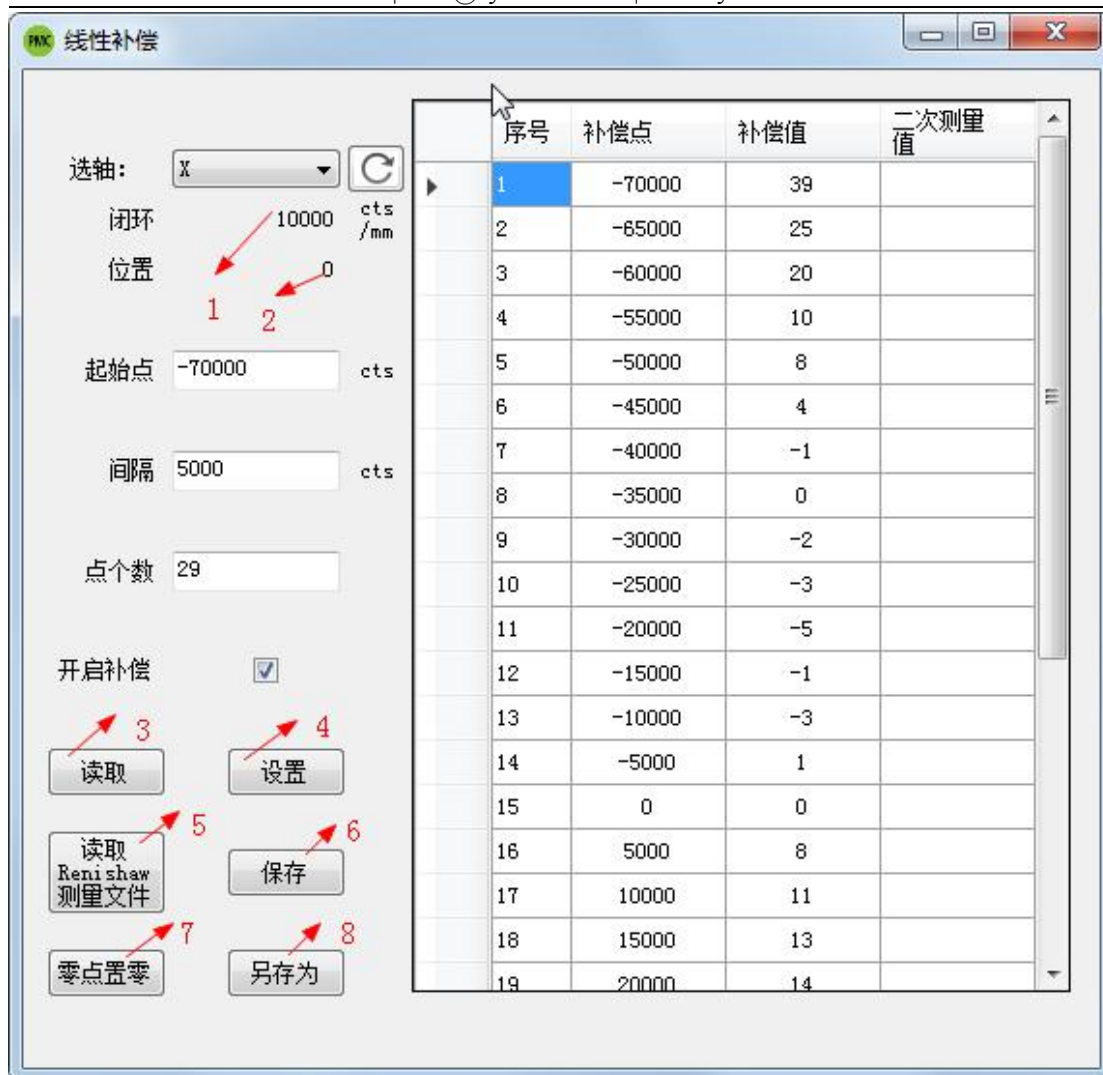 PMC 线性补偿
选轴: X
闭环 10000 cts
/mm
位置 0
1 2
起始点 -70000 cts
间隔 5000 cts
点个数 29
开启补偿
3 4
读取 设置
5 6
读取
Renishaw
测量文件
保存
7 8
零点置零 另存为
序号 补偿点 补偿值 二次测量
值
1 -70000 39
2 -65000 25
3 -60000 20
4 -55000 10
5 -50000 8
6 -45000 4
7 -40000 -1
8 -35000 0
9 -30000 -2
10 -25000 -3
11 -20000 -5
12 -15000 -1
13 -10000 -3
14 -5000 1
15 0 0
16 5000 8
17 10000 11
18 15000 13
19 20000 14